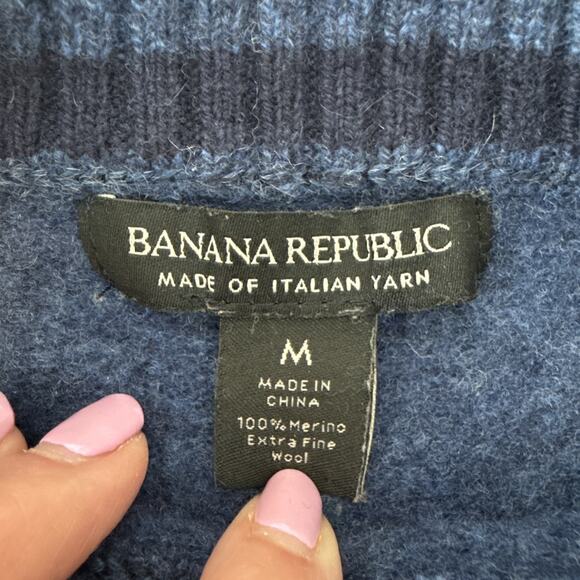 BANANA REPUBLIC
MADE OF ITALIAN YARN
M
MADE IN
CHINA
100% Merino
Extra Fine
Wool